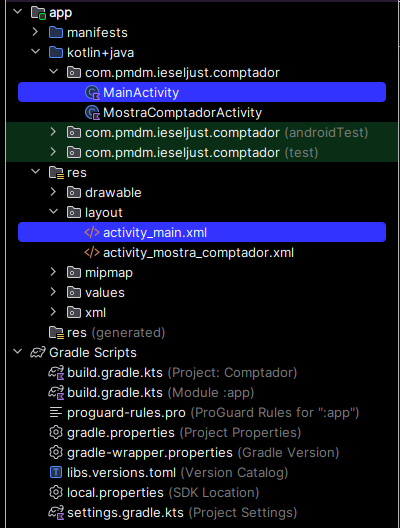 app
manifests
kotlin+java
com.pmdm.ieseljust.comptador
MainActivity
MostraComptadorActivity
com.pmdm.ieseljust.comptador (androidTest)
com.pmdm.ieseljust.comptador (test)
res
drawable
layout
activity_main.xml
activity_mostra_comptador.xml
mipmap
values
xml
res (generated)
Gradle Scripts
build.gradle.kts (Project: Comptador)
build.gradle.kts (Module :app)
proguard-rules.pro (ProGuard Rules for ":app")
gradle.properties (Project Properties)
gradle-wrapper.properties (Gradle Version)
libs.versions.toml (Version Catalog)
local.properties (SDK Location)
settings.gradle.kts (Project Settings)